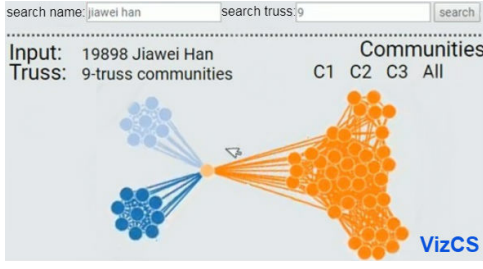 search name: jiawei han search truss: 9 search
Input: 19898 Jiawei Han Communities
Truss: 9-truss communities C1 C2 C3 All
VizCS